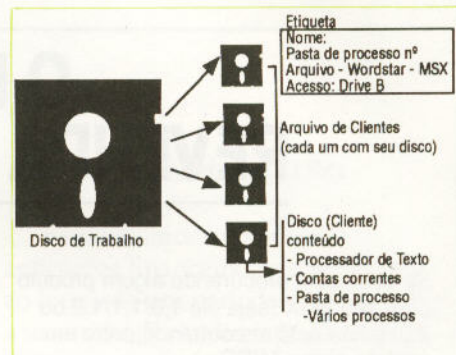 Etiqueta
Nome:
Pasta de processo nº
Arquivo - Wordstar - MSX
Acesso: Drive B
Arquivo de Clientes
(cada um com seu disco)
Disco de Trabalho
Disco (Cliente)
conteúdo
- Processador de Texto
- Contas correntes
- Pasta de processo
-Vários processos